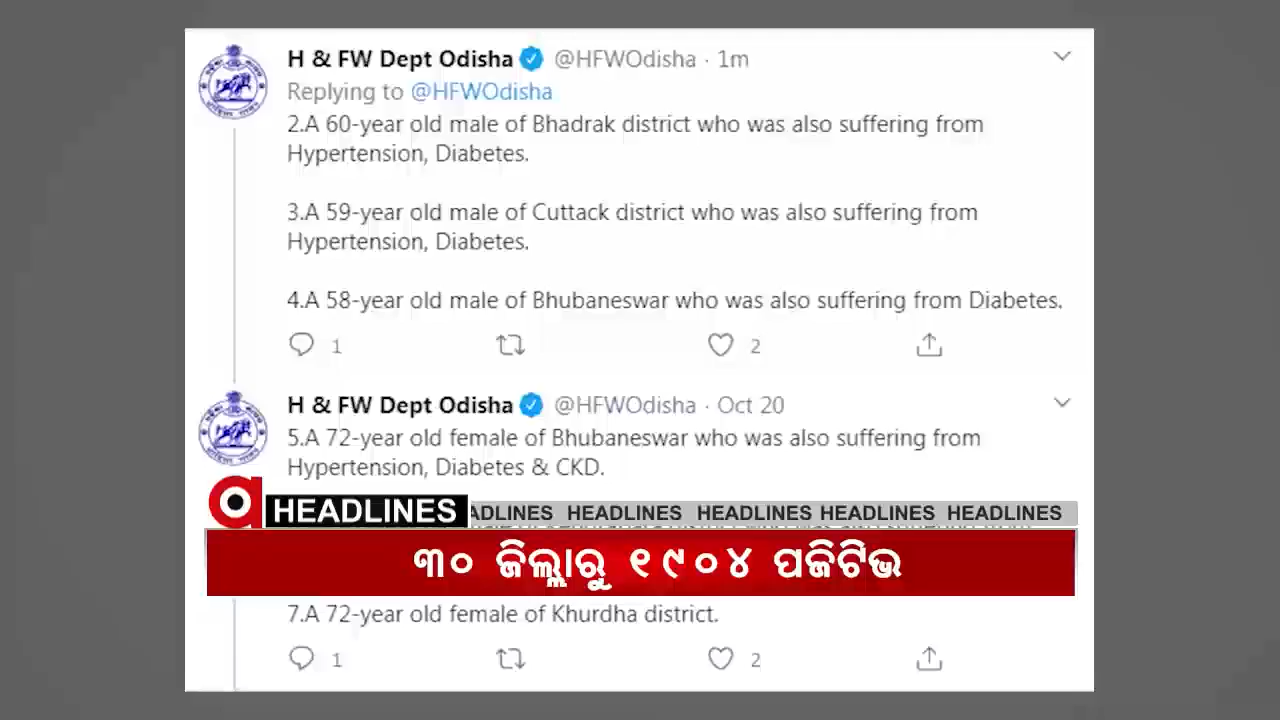 H & FW Dept Odisha @HFWOdisha · 1m
Replying to @HFWOdisha
2.A 60-year old male of Bhadrak district who was also suffering from
Hypertension, Diabetes.
3.A 59-year old male of Cuttack district who was also suffering from
Hypertension, Diabetes.
4.A 58-year old male of Bhubaneswar who was also suffering from Diabetes.
1 2
H & FW Dept Odisha @HFWOdisha · Oct 20
5.A 72-year old female of Bhubaneswar who was also suffering from
Hypertension, Diabetes & CKD.
a HEADLINES ADLINES HEADLINES HEADLINES HEADLINES HEADLINES
୩୦ ଜିଲ୍ଲାରୁ ୧୯୦୪ ପଜିଟିଭ
7.A 72-year old female of Khurdha district.
1 2